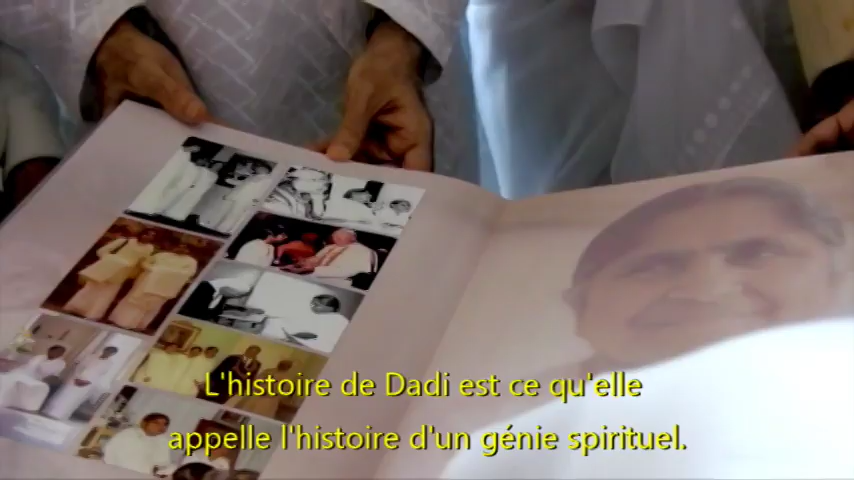 L'histoire de Dadi est ce qu'elle
appelle l'histoire d'un génie spirituel.